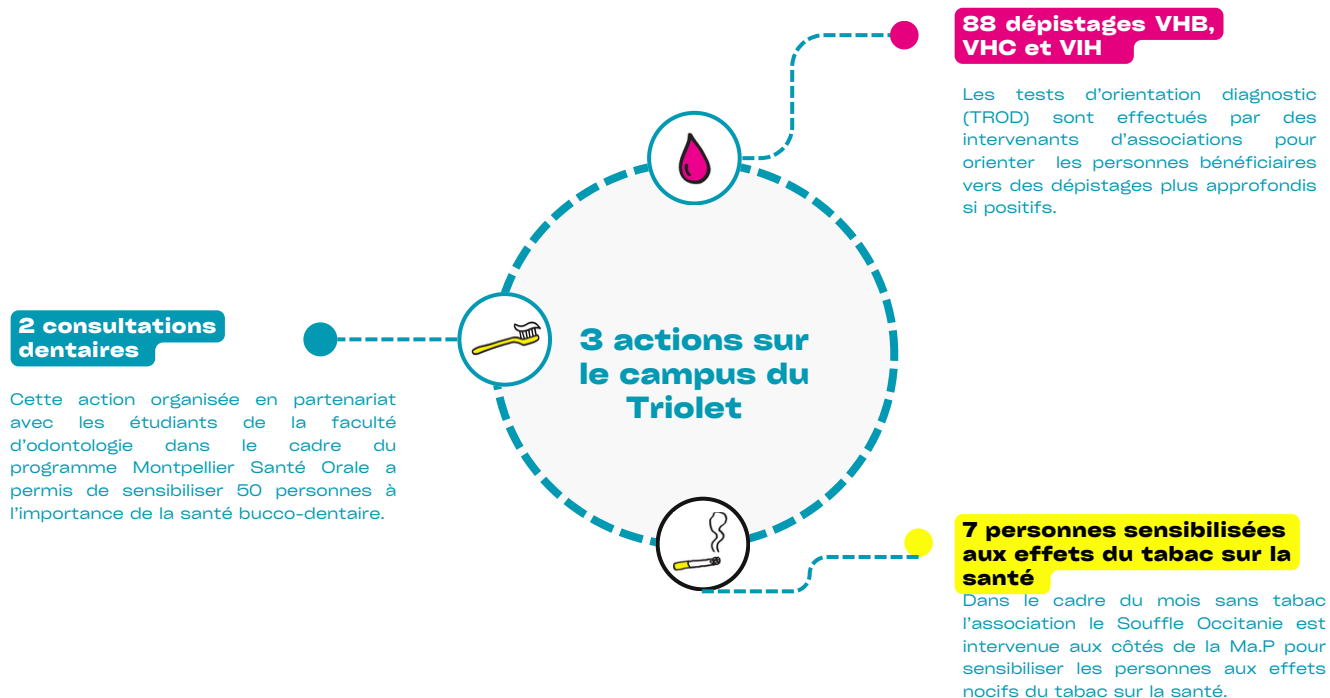 88 dépistages VHB,
VHC et VIH
Les tests d'orientation diagnostic
(TROD) sont effectués par des
intervenants d'associations pour
orienter les personnes bénéficiaires
vers des dépistages plus approfondis
si positifs.
2 consultations
dentaires
Cette action organisée en partenariat
avec les étudiants de la faculté
d'odontologie dans le cadre du
programme Montpellier Santé Orale a
permis de sensibiliser 50 personnes à
l'importance de la santé bucco-dentaire.
3 actions sur
le campus du
Triolet
7 personnes sensibilisées
aux effets du tabac sur la
santé
Dans le cadre du mois sans tabac
l'association le Souffle Occitanie est
intervenue aux côtés de la Ma.P pour
sensibiliser les personnes aux effets
nocifs du tabac sur la santé.